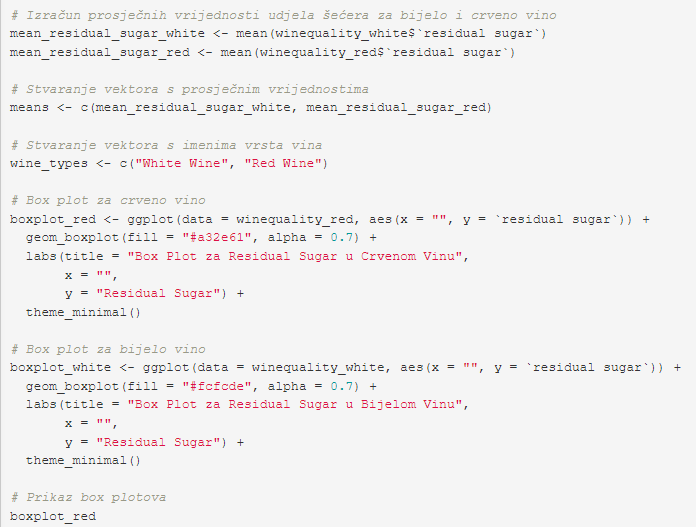 # Izračun prosječnih vrijednosti udjela šećera za bijelo i crveno vino
mean_residual_sugar_white <- mean(winequality_white$`residual sugar`)
mean_residual_sugar_red <- mean(winequality_red$`residual sugar`)

# Stvaranje vektora s prosječnim vrijednostima
means <- c(mean_residual_sugar_white, mean_residual_sugar_red)

# Stvaranje vektora s imenima vrsta vina
wine_types <- c("White Wine", "Red Wine")

# Box plot za crveno vino
boxplot_red <- ggplot(data = winequality_red, aes(x = "", y = `residual sugar`)) +
  geom_boxplot(fill = "#a32e61", alpha = 0.7) +
  labs(title = "Box Plot za Residual Sugar u Crvenom Vinu",
       x = "",
       y = "Residual Sugar") +
  theme_minimal()

# Box plot za bijelo vino
boxplot_white <- ggplot(data = winequality_white, aes(x = "", y = `residual sugar`)) +
  geom_boxplot(fill = "#fcfcde", alpha = 0.7) +
  labs(title = "Box Plot za Residual Sugar u Bijelom Vinu",
       x = "",
       y = "Residual Sugar") +
  theme_minimal()

# Prikaz box plotova
boxplot_red